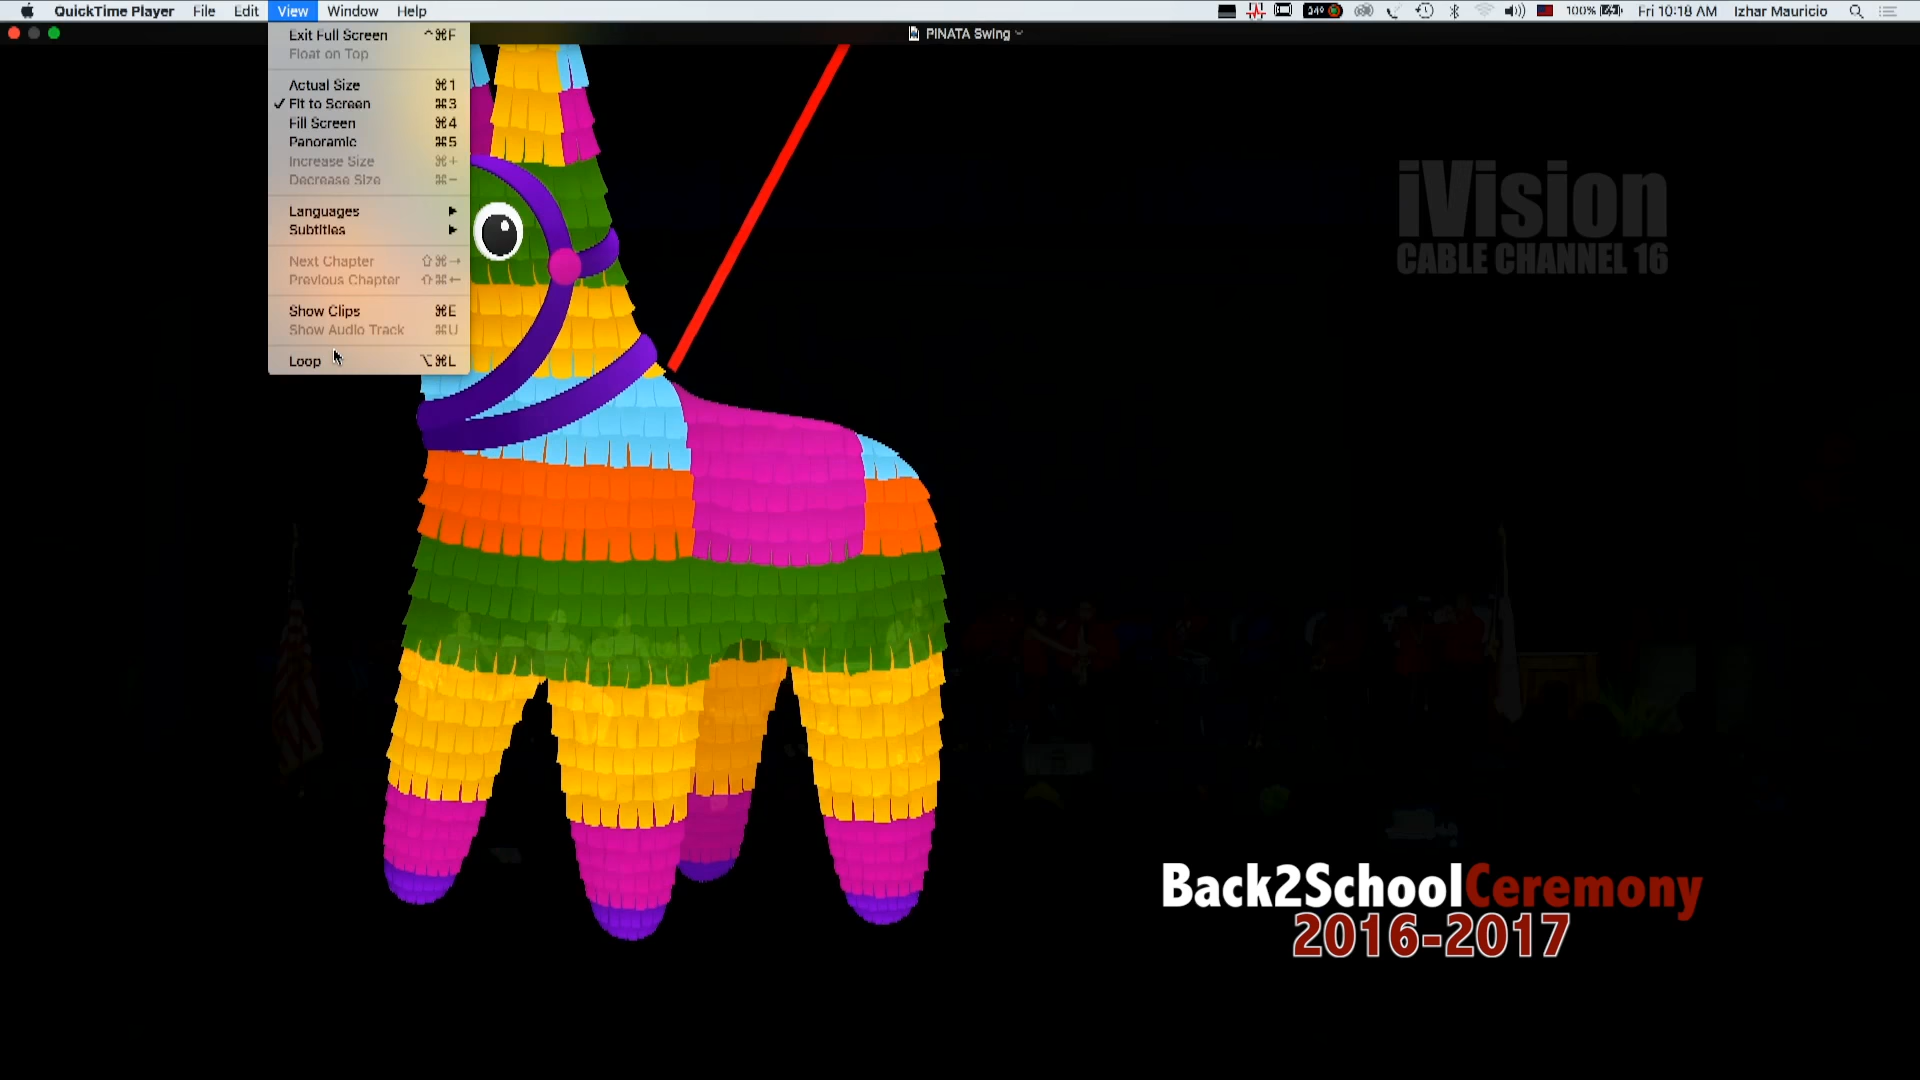 QuickTime Player File Edit View Window Help
34° 100% Fri 10:18 AM Izhar Mauricio
PINATA Swing
Exit Full Screen ^⌘F
Float on Top
Actual Size ⌘1
✓ Fit to Screen ⌘3
Fill Screen ⌘4
Panoramic ⌘5
Increase Size ⌘+
Decrease Size ⌘−
Languages ▶
Subtitles ▶
Next Chapter ⇧⌘→
Previous Chapter ⇧⌘←
Show Clips ⌘E
Show Audio Track ⌘U
Loop ⌥⌘L
iVision
CABLE CHANNEL 16
Back2SchoolCeremony
2016-2017